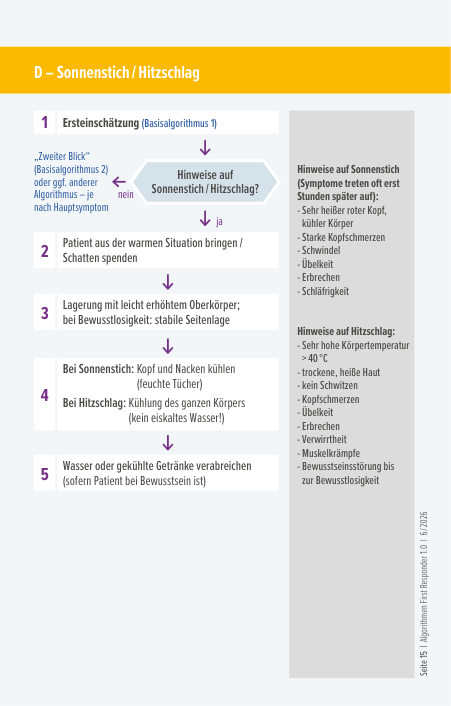 D – Sonnenstich / Hitzschlag
1 Ersteinschätzung (Basisalgorithmus 1)
„Zweiter Blick“
(Basisalgorithmus 2)
oder ggf. anderer
Algorithmus – je
nach Hauptsymptom
nein
Hinweise auf
Sonnenstich / Hitzschlag?
ja
2 Patient aus der warmen Situation bringen /
Schatten spenden
3 Lagerung mit leicht erhöhtem Oberkörper;
bei Bewusstlosigkeit: stabile Seitenlage
4 Bei Sonnenstich: Kopf und Nacken kühlen
(feuchte Tücher)
Bei Hitzschlag: Kühlung des ganzen Körpers
(kein eiskaltes Wasser!)
5 Wasser oder gekühlte Getränke verabreichen
(sofern Patient bei Bewusstsein ist)
Hinweise auf Sonnenstich
(Symptome treten oft erst
Stunden später auf):
- Sehr heißer roter Kopf,
kühler Körper
- Starke Kopfschmerzen
- Schwindel
- Übelkeit
- Erbrechen
- Schläfrigkeit
Hinweise auf Hitzschlag:
- Sehr hohe Körpertemperatur
> 40 °C
- trockene, heiße Haut
- kein Schwitzen
- Kopfschmerzen
- Übelkeit
- Erbrechen
- Verwirrtheit
- Muskelkrämpfe
- Bewusstseinsstörung bis
zur Bewusstlosigkeit
Seite 15 | Algorithmen First Responder 1.0 | 6 / 2026